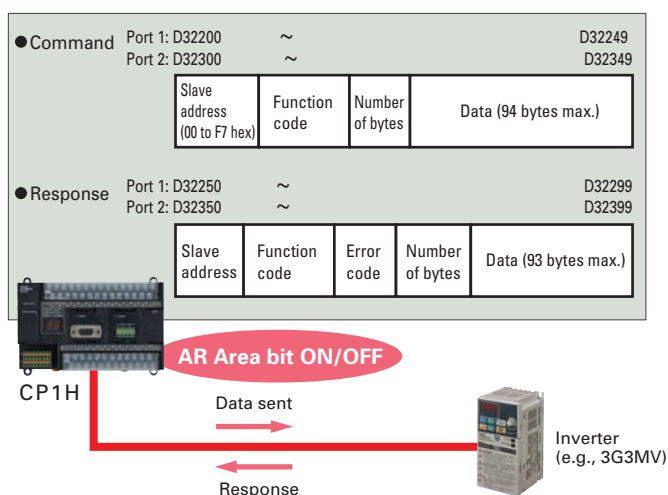 ● Command Port 1: D32200 ~ D32249
Port 2: D32300 ~ D32349
Slave address (00 to F7 hex) Function code Number of bytes Data (94 bytes max.)
● Response Port 1: D32250 ~ D32299
Port 2: D32350 ~ D32399
Slave address Function code Error code Number of bytes Data (93 bytes max.)
AR Area bit ON/OFF
CP1H
Data sent
Inverter
(e.g., 3G3MV)
Response